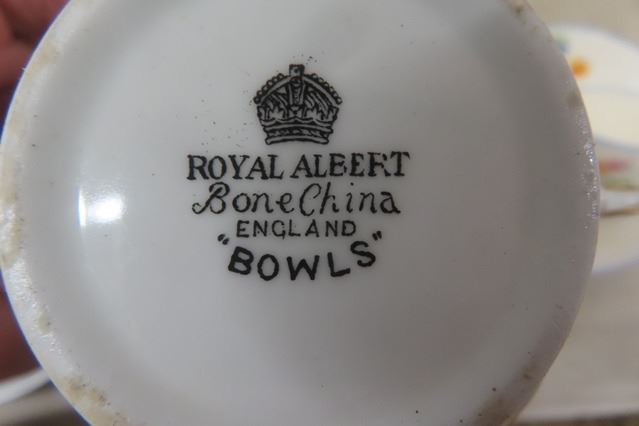 ROYAL ALBERT
Bone China
ENGLAND
"BOWLS"